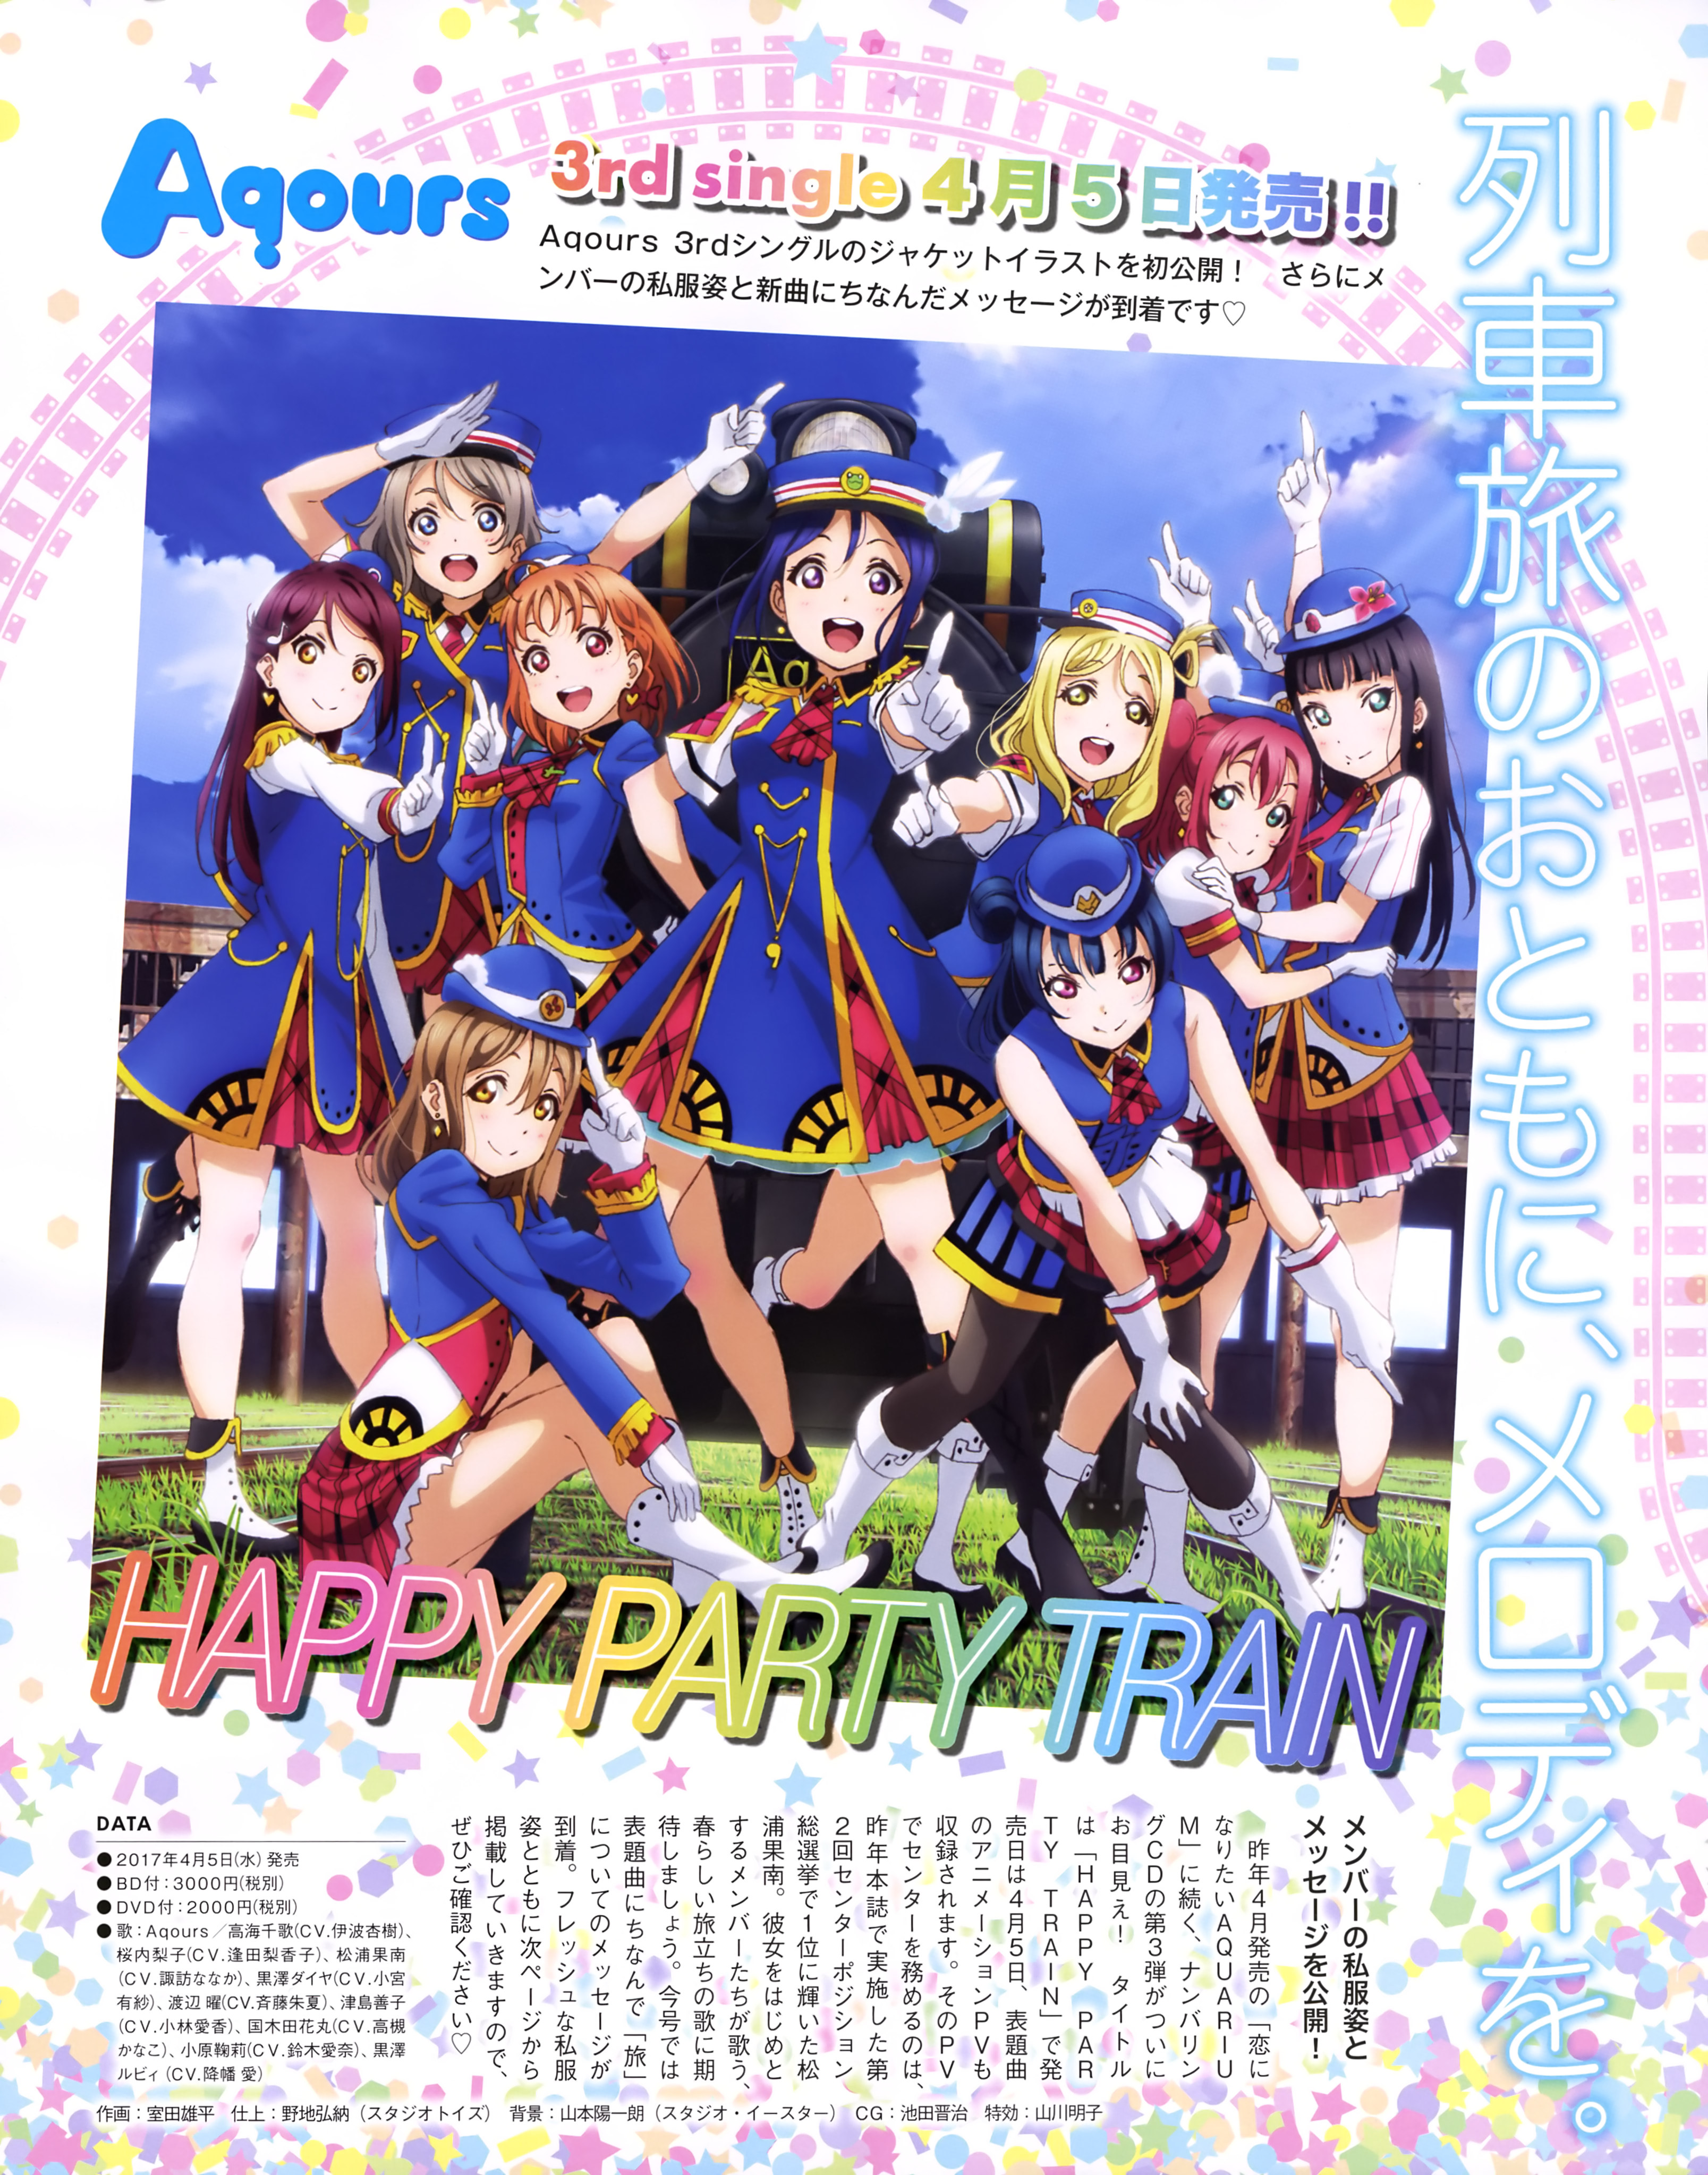 Aqours
3rd single 4月5日発売!!
Aqours 3rdシングルのジャケットイラストを初公開！ さらにメ
ンバーの私服姿と新曲にちなんだメッセージが到着です♡
列車旅のおともに、メロディを。
Aq
HAPPY PARTY TRAIN
メンバーの私服姿と
メッセージを公開！
昨年4月発売の「恋に
なりたいAQUARIU
M」に続く、ナンバリン
グCDの第3弾がついに
お目見え！ タイトル
は「HAPPY PAR
TY TRAIN」で発
売日は4月5日、表題曲
のアニメーションPVも
収録されます。そのPV
でセンターを務めるのは、
昨年本誌で実施した第
2回センターポジション
総選挙で1位に輝いた松
浦果南。彼女をはじめと
するメンバーたちが歌う、
春らしい旅立ちの歌に期
待しましょう。今号では
表題曲にちなんで「旅」
についてのメッセージが
到着。フレッシュな私服
姿とともに次ページから
掲載していきますので、
ぜひご確認ください♡
DATA
●2017年4月5日(水)発売
●BD付：3000円(税別)
●DVD付：2000円(税別)
●歌：Aqours／高海千歌(CV.伊波杏樹)、
桜内梨子(CV.逢田梨香子)、松浦果南
(CV.諏訪ななか)、黒澤ダイヤ(CV.小宮
有紗)、渡辺 曜(CV.斉藤朱夏)、津島善子
(CV.小林愛香)、国木田花丸(CV.高槻
かなこ)、小原鞠莉(CV.鈴木愛奈)、黒澤
ルビィ(CV.降幡 愛)
作画：室田雄平 仕上：野地弘納（スタジオトイズ） 背景：山本陽一朗（スタジオ・イースター） CG：池田晋治 特効：山川明子